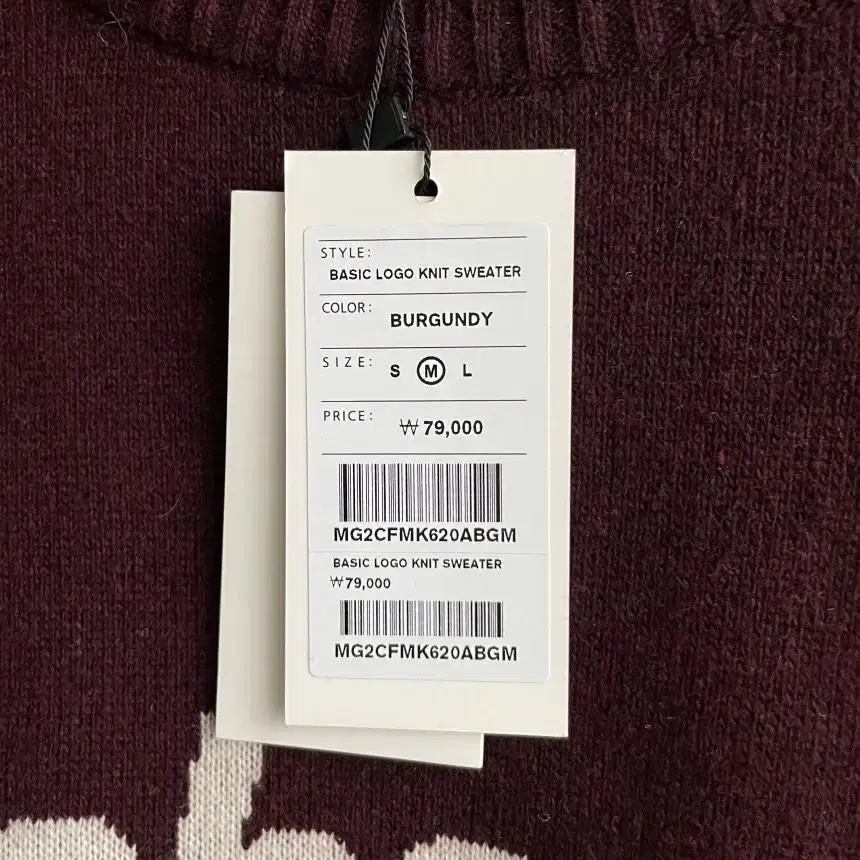 STYLE:
BASIC LOGO KNIT SWEATER
COLOR:
BURGUNDY
SIZE:
S M L
PRICE:
₩79,000
MG2CFMK620ABGM
BASIC LOGO KNIT SWEATER
₩79,000
MG2CFMK620ABGM